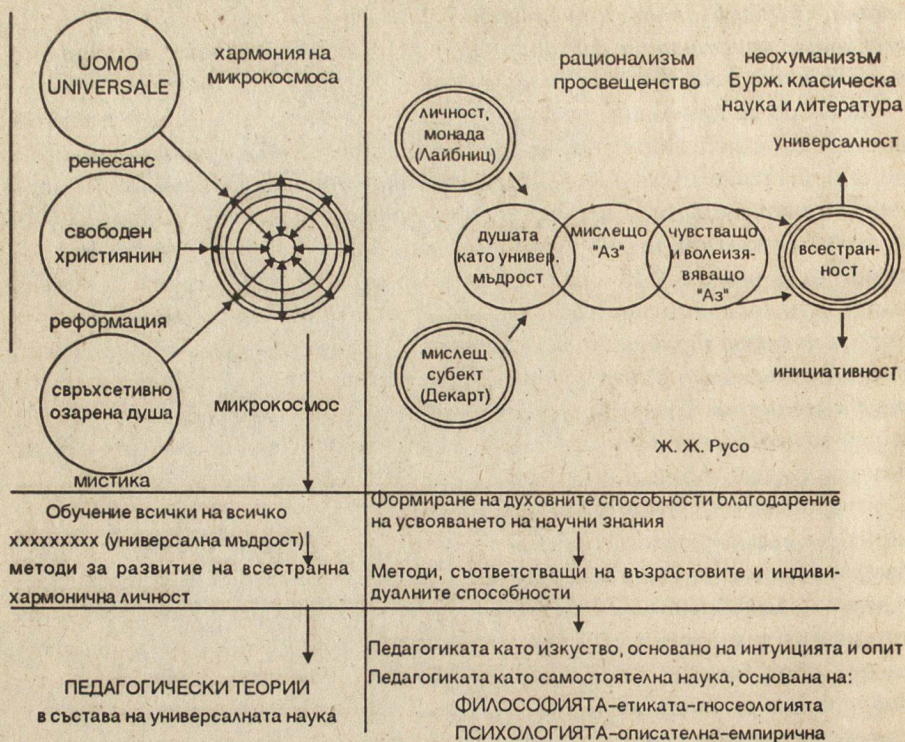 UOMO
UNIVERSALE
хармония на
микрокосмоса
ренесанс
свободен
християнин
реформация
свръхсетивно
озарена душа
микрокосмос
мистика
рационализъм
просвещенство
неохуманизъм
Бурж. класическа
наука и литература
личност,
монада
(Лайбниц)
универсалност
душата
като универ.
мъдрост
мислещо
"Аз"
чувстващо
и волеизя-
вяващо
"Аз"
всестран-
ност
мислещ
субект
(Декарт)
инициативност
Ж. Ж. Русо
Обучение всички на всичко
ххххххххх (универсална мъдрост)
методи за развитие на всестранна
хармонична личност
Формиране на духовните способности благодарение
на усвояването на научни знания
Методи, съответстващи на възрастовите и индиви-
дуалните способности
ПЕДАГОГИЧЕСКИ ТЕОРИИ
в състава на универсалната наука
Педагогиката като изкуство, основано на интуицията и опит
Педагогиката като самостоятелна наука, основана на:
ФИЛОСОФИЯТА-етиката-гносеологията
ПСИХОЛОГИЯТА-описателна-емпирична